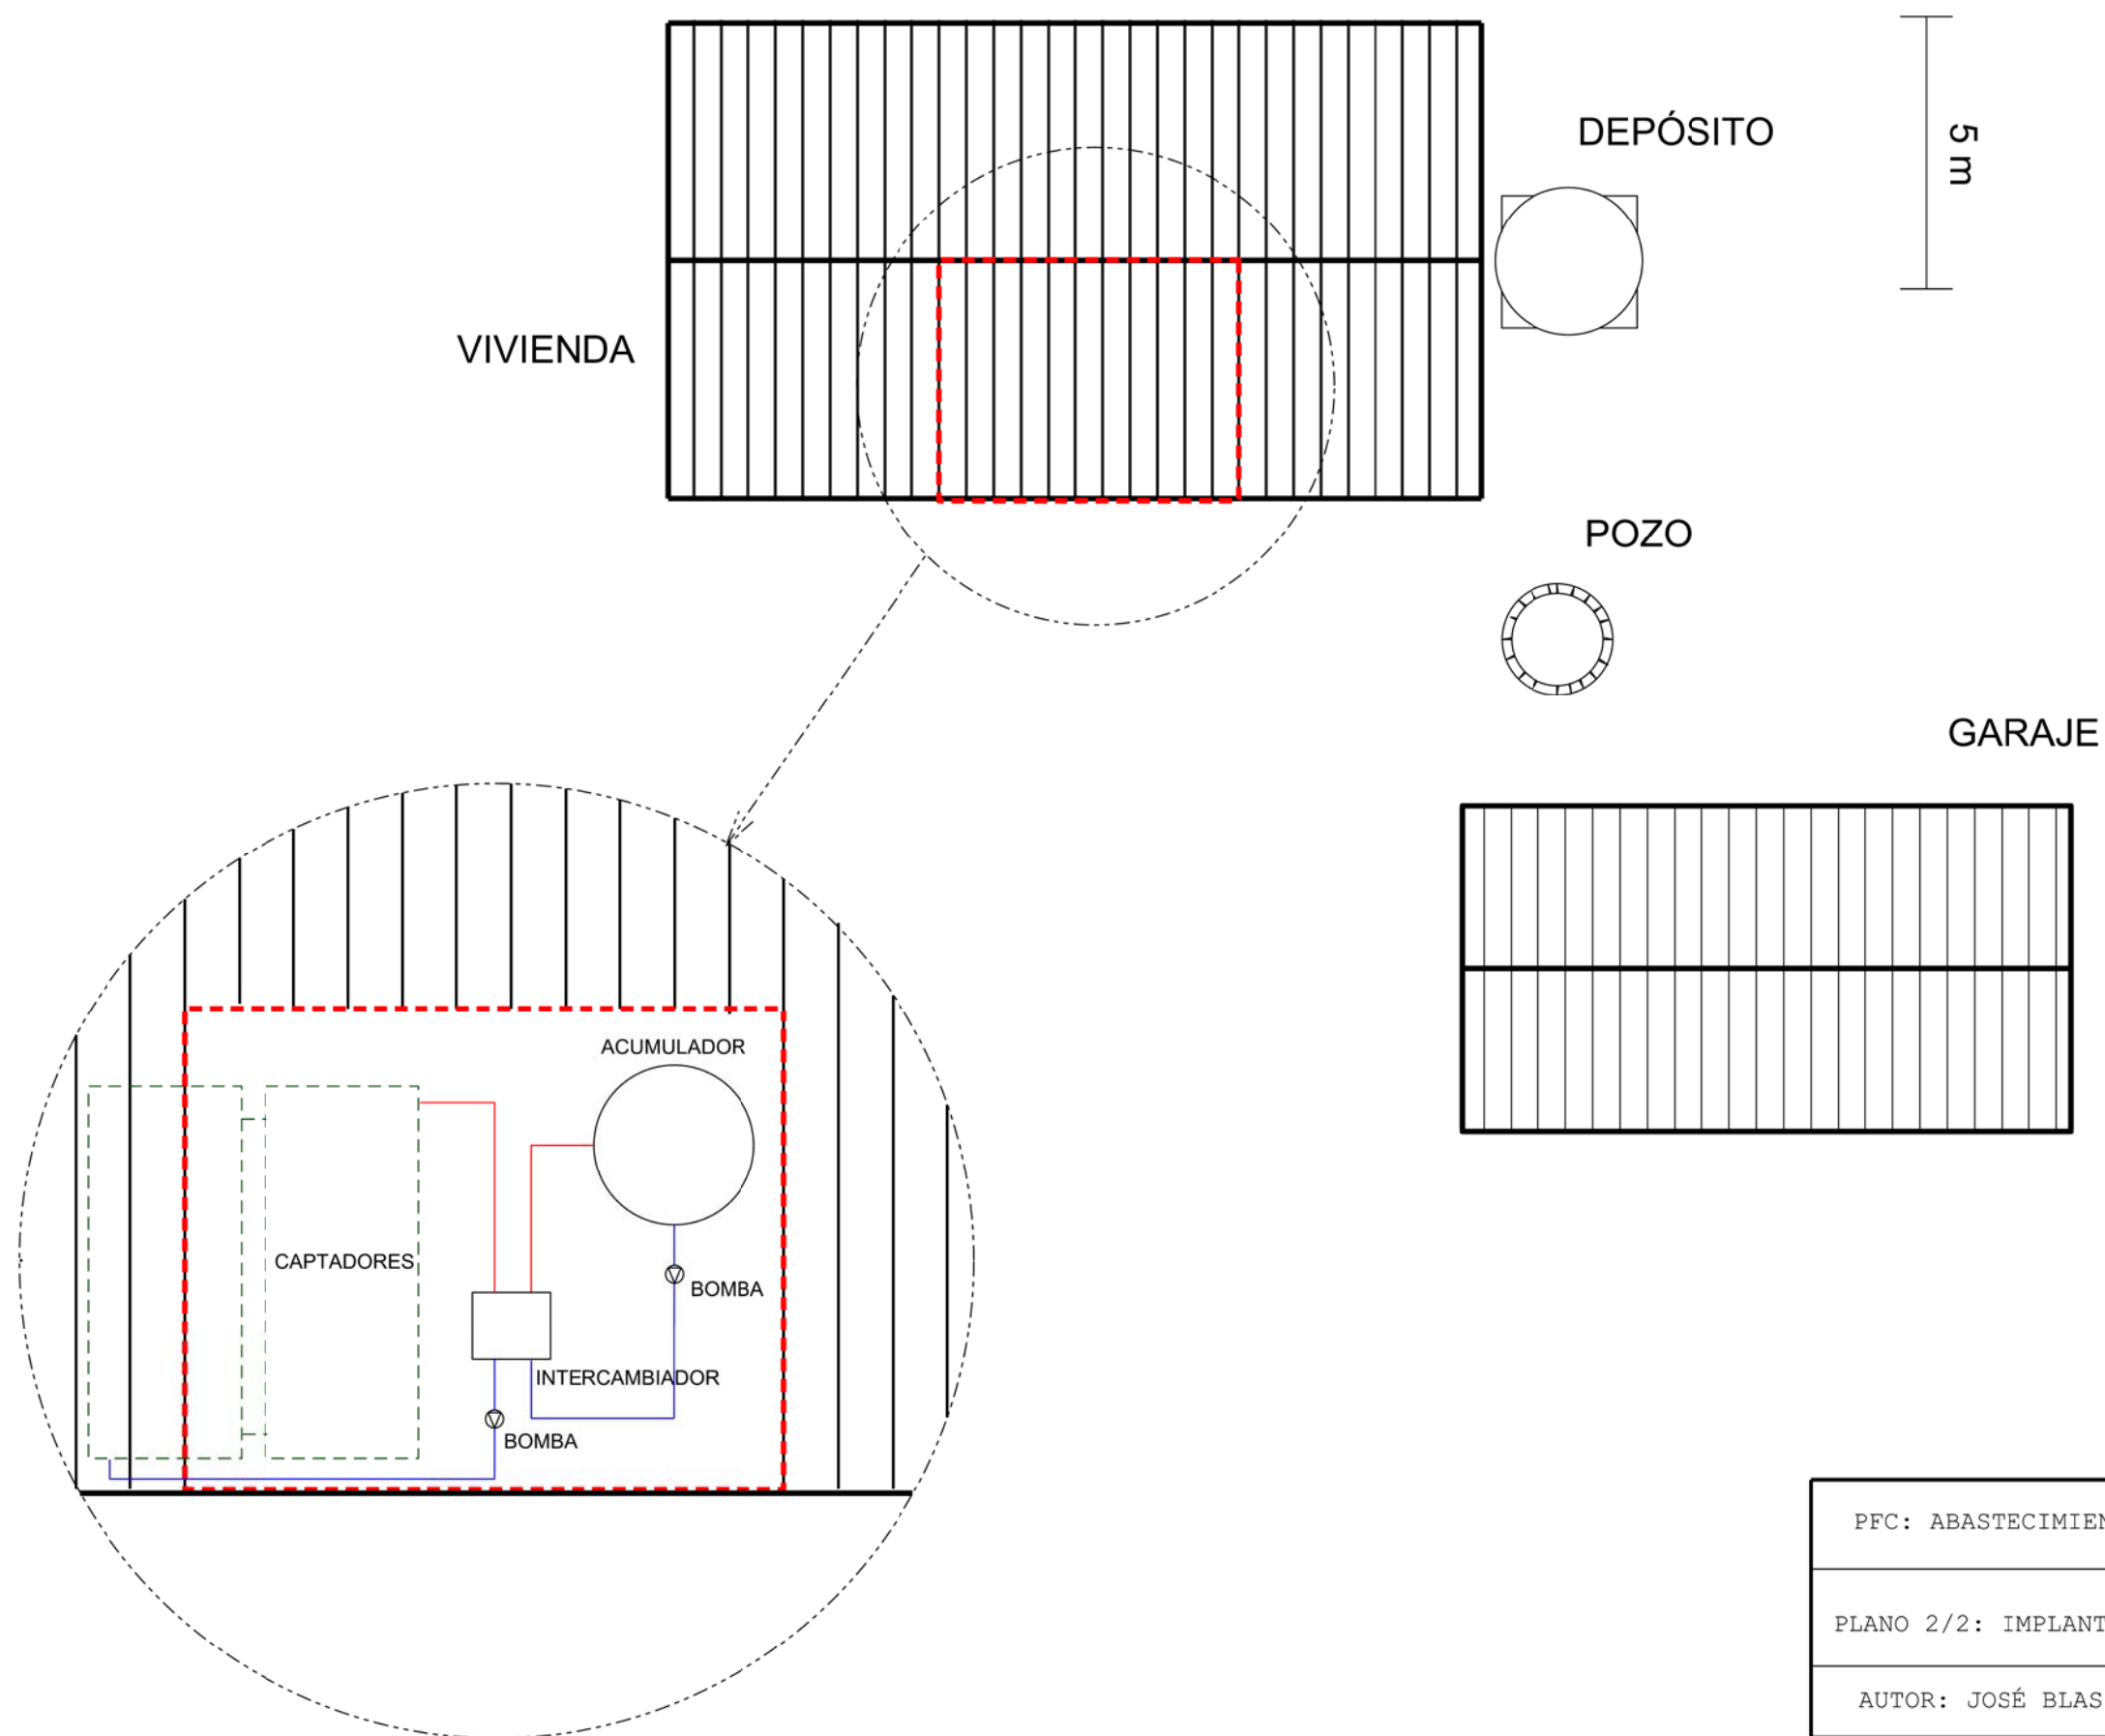 DEPÓSITO
5 m
VIVIENDA
POZO
GARAJE
ACUMULADOR
CAPTADORES
BOMBA
INTERCAMBIADOR
BOMBA
PFC: ABASTECIMIEN
PLANO 2/2: IMPLANT
AUTOR: JOSÉ BLAS